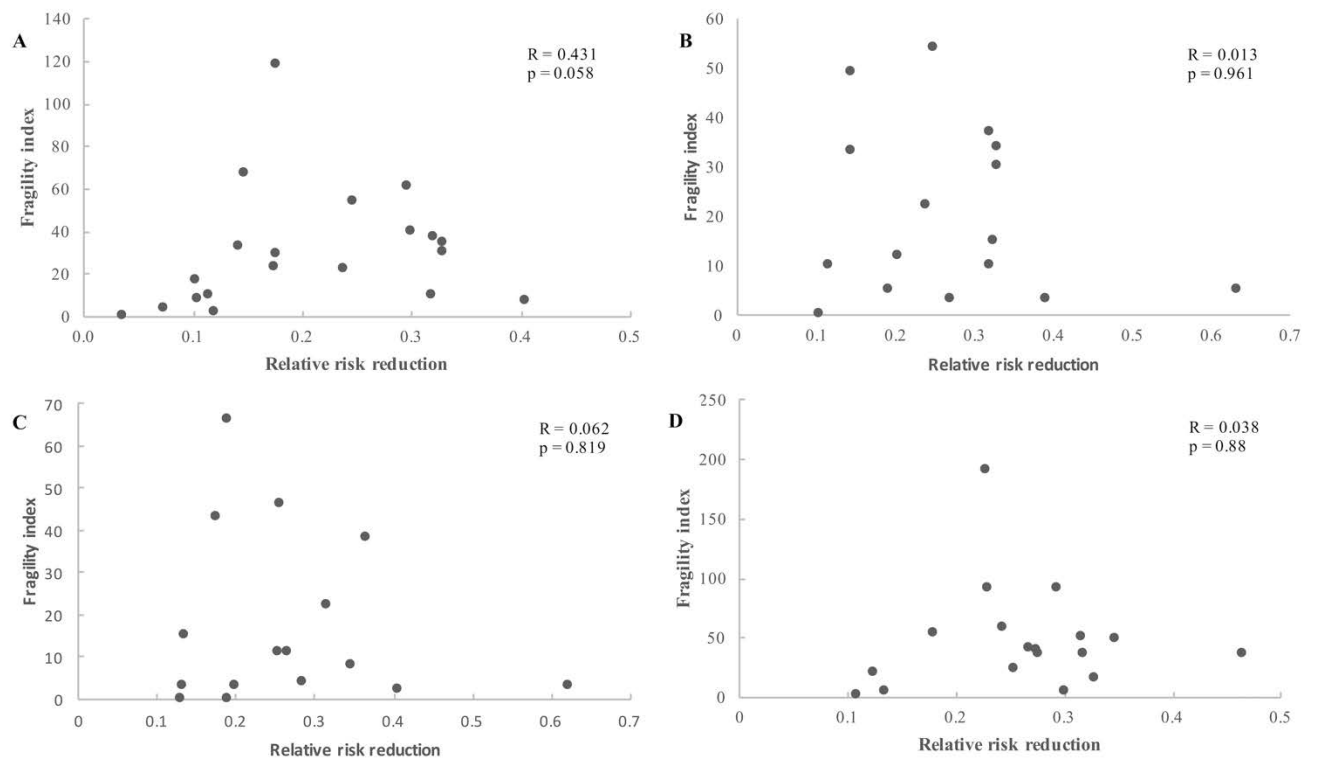 A
R = 0.431
p = 0.058
Fragility index
140
120
100
80
60
40
20
0
0.0 0.1 0.2 0.3 0.4 0.5
Relative risk reduction
B
R = 0.013
p = 0.961
Fragility index
60
50
40
30
20
10
0
0 0.1 0.2 0.3 0.4 0.5 0.6 0.7
Relative risk reduction
C
R = 0.062
p = 0.819
Fragility index
70
60
50
40
30
20
10
0
0 0.1 0.2 0.3 0.4 0.5 0.6 0.7
Relative risk reduction
D
R = 0.038
p = 0.88
Fragility index
250
200
150
100
50
0
0 0.1 0.2 0.3 0.4 0.5
Relative risk reduction